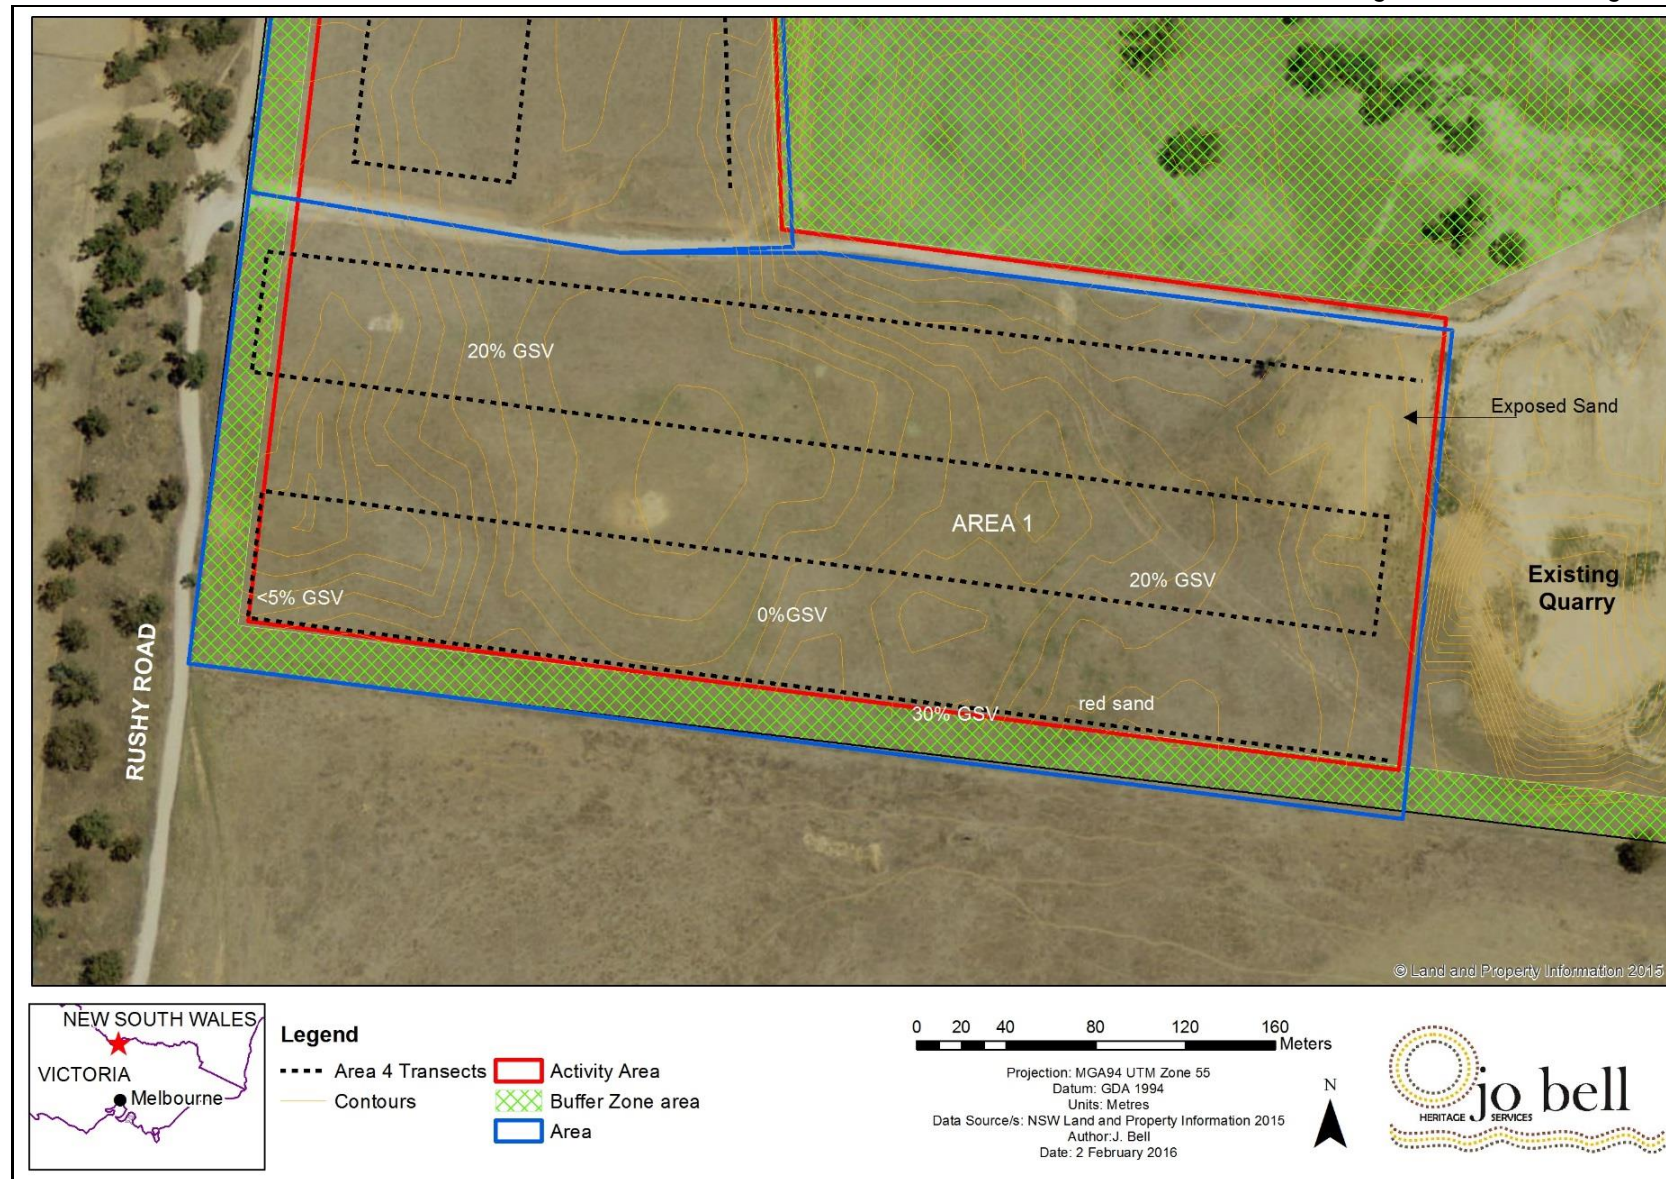 20% GSV
Exposed Sand
AREA 1
20% GSV
Existing
Quarry
<5% GSV
0%GSV
RUSHY ROAD
red sand
30% GSV
© Land and Property Information 2015
NEW SOUTH WALES
VICTORIA
Melbourne
Legend
Area 4 Transects
Contours
Activity Area
Buffer Zone area
Area
0 20 40 80 120 160
Meters
Projection: MGA94 UTM Zone 55
Datum: GDA 1994
Units: Metres
Data Source/s: NSW Land and Property Information 2015
Author:J. Bell
Date: 2 February 2016
N
jo bell
HERITAGE SERVICES